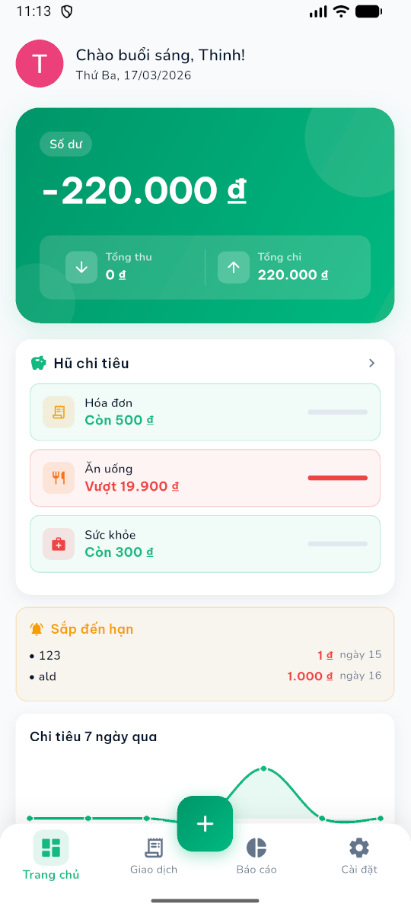 11:13
T
Chào buổi sáng, Thinh!
Thứ Ba, 17/03/2026
Số dư
-220.000 ₫
Tổng thu
0 ₫
Tổng chi
220.000 ₫
Hũ chi tiêu
Hóa đơn
Còn 500 ₫
Ăn uống
Vượt 19.900 ₫
Sức khỏe
Còn 300 ₫
Sắp đến hạn
• 123 1 ₫ ngày 15
• ald 1.000 ₫ ngày 16
Chi tiêu 7 ngày qua
+
Trang chủ
Giao dịch
Báo cáo
Cài đặt